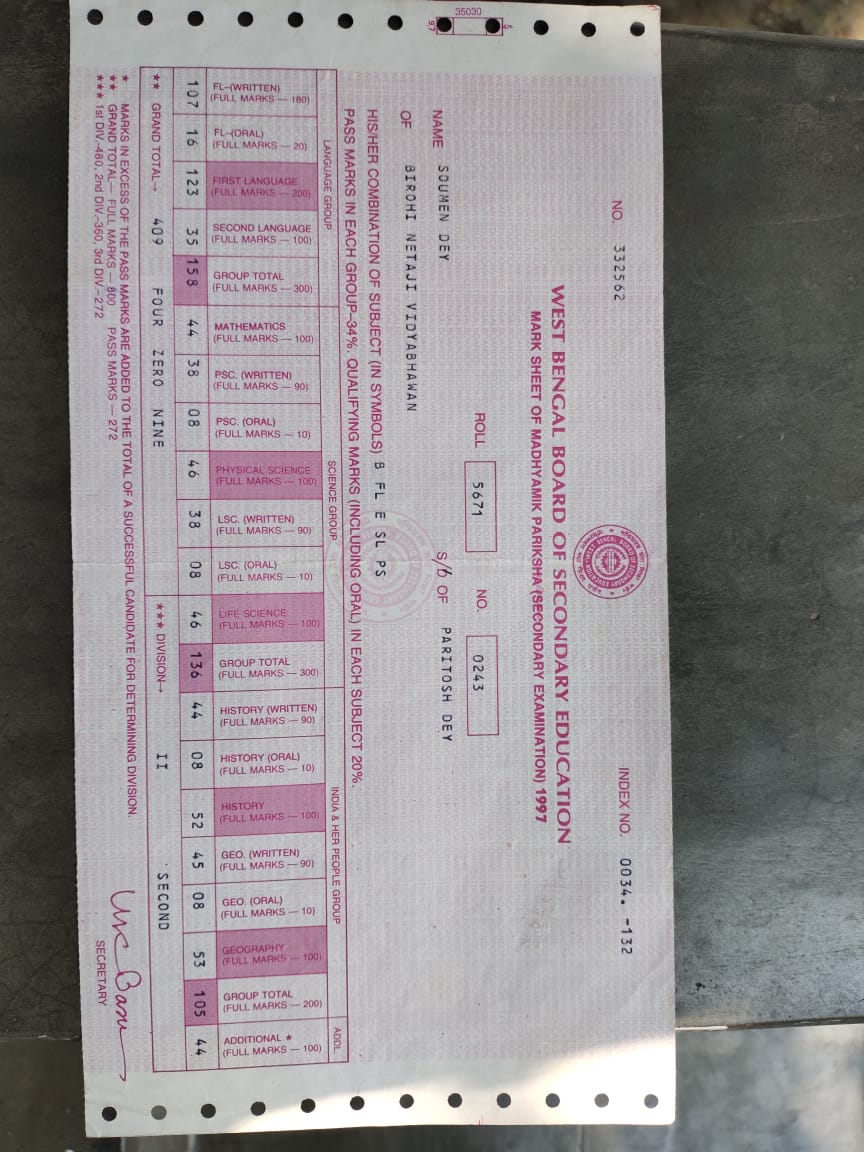 35030
NO. 332562
INDEX NO. 0034. -132
WEST BENGAL BOARD OF SECONDARY EDUCATION
MARK SHEET OF MADHYAMIK PARIKSHA (SECONDARY EXAMINATION) 1997
ROLL 5671 NO. 0243
NAME SOUMEN DEY S/D OF PARITOSH DEY
OF BIROHI NETAJI VIDYABHAWAN
HIS/HER COMBINATION OF SUBJECT (IN SYMBOLS) B FL E SL PS
PASS MARKS IN EACH GROUP–34%. QUALIFYING MARKS (INCLUDING ORAL) IN EACH SUBJECT 20%.
LANGUAGE GROUP
FL–(WRITTEN) (FULL MARKS — 180) 107
FL–(ORAL) (FULL MARKS — 20) 16
FIRST LANGUAGE (FULL MARKS — 200) 123
SECOND LANGUAGE (FULL MARKS — 100) 35
GROUP TOTAL (FULL MARKS — 300) 158
SCIENCE GROUP
MATHEMATICS (FULL MARKS — 100) 44
PSC. (WRITTEN) (FULL MARKS — 90) 38
PSC. (ORAL) (FULL MARKS — 10) 08
PHYSICAL SCIENCE (FULL MARKS — 100) 46
LSC. (WRITTEN) (FULL MARKS — 90) 38
LSC. (ORAL) (FULL MARKS — 10) 08
LIFE SCIENCE (FULL MARKS — 100) 46
GROUP TOTAL (FULL MARKS — 300) 136
INDIA & HER PEOPLE GROUP
HISTORY (WRITTEN) (FULL MARKS — 90) 44
HISTORY (ORAL) (FULL MARKS — 10) 08
HISTORY (FULL MARKS — 100) 52
GEO. (WRITTEN) (FULL MARKS — 90) 45
GEO. (ORAL) (FULL MARKS — 10) 08
GEOGRAPHY (FULL MARKS — 100) 53
GROUP TOTAL (FULL MARKS — 200) 105
ADDL.
ADDITIONAL ★ (FULL MARKS — 100) 44
★★ GRAND TOTAL→ 409 FOUR ZERO NINE ★★★ DIVISION→ II SECOND
★ MARKS IN EXCESS OF THE PASS MARKS ARE ADDED TO THE TOTAL OF A SUCCESSFUL CANDIDATE FOR DETERMINING DIVISION.
★★ GRAND TOTAL— FULL MARKS — 800 PASS MARKS — 272
★★★ 1st DIV.-480, 2nd DIV.-360, 3rd DIV-272
SECRETARY